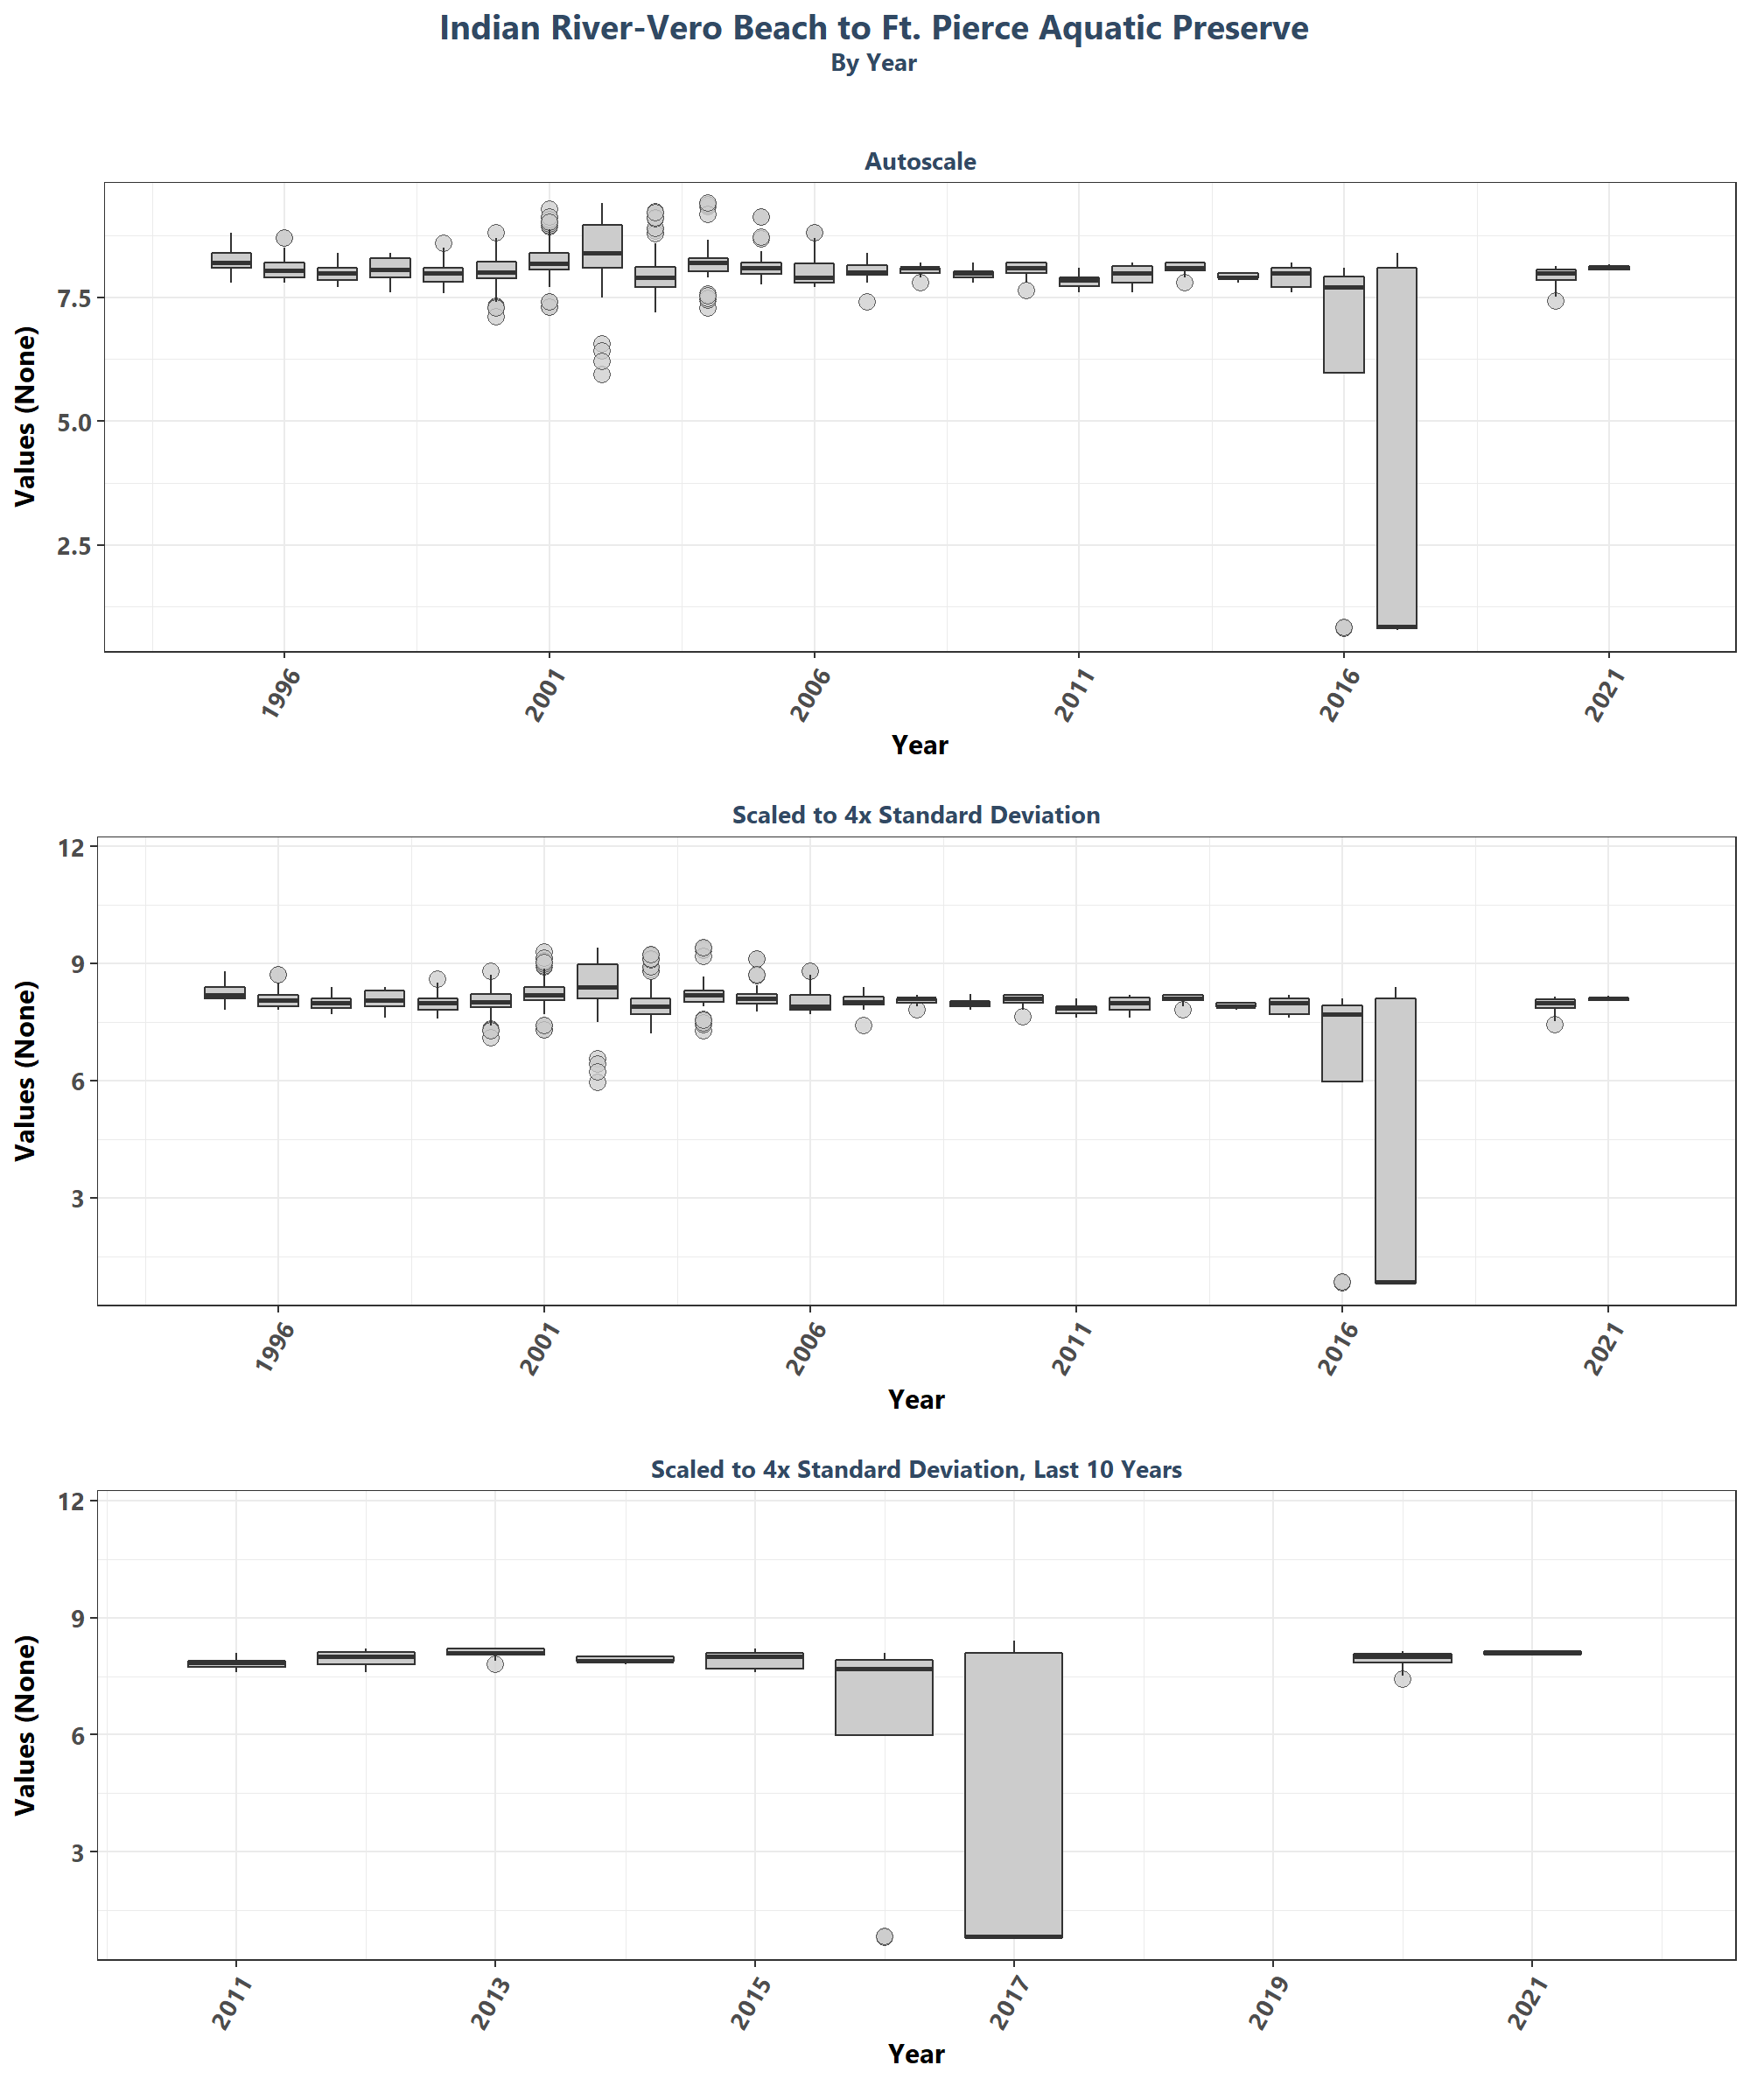 Indian River-Vero Beach to Ft. Pierce Aquatic Preserve
By Year
Autoscale
Values (None)
7.5
5.0
2.5
1996
2001
2006
2011
2016
2021
Year
Scaled to 4x Standard Deviation
Values (None)
12
9
6
3
1996
2001
2006
2011
2016
2021
Year
Scaled to 4x Standard Deviation, Last 10 Years
Values (None)
12
9
6
3
2011
2013
2015
2017
2019
2021
Year